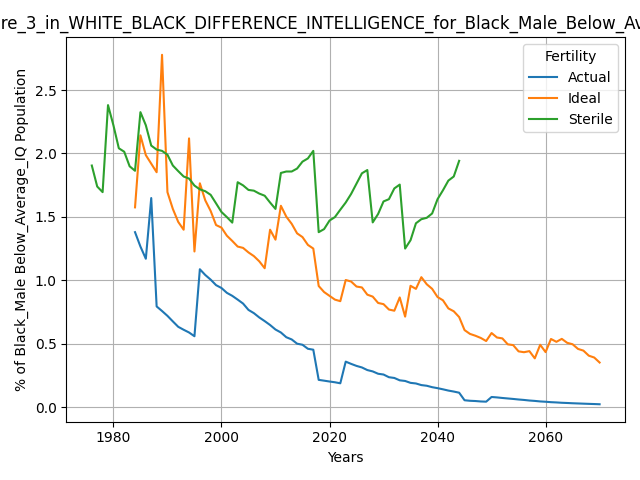 re_3_in_WHITE_BLACK_DIFFERENCE_INTELLIGENCE_for_Black_Male_Below_Av
Fertility
Actual
Ideal
Sterile
% of Black_Male Below_Average_IQ Population
2.5
2.0
1.5
1.0
0.5
0.0
1980 2000 2020 2040 2060
Years